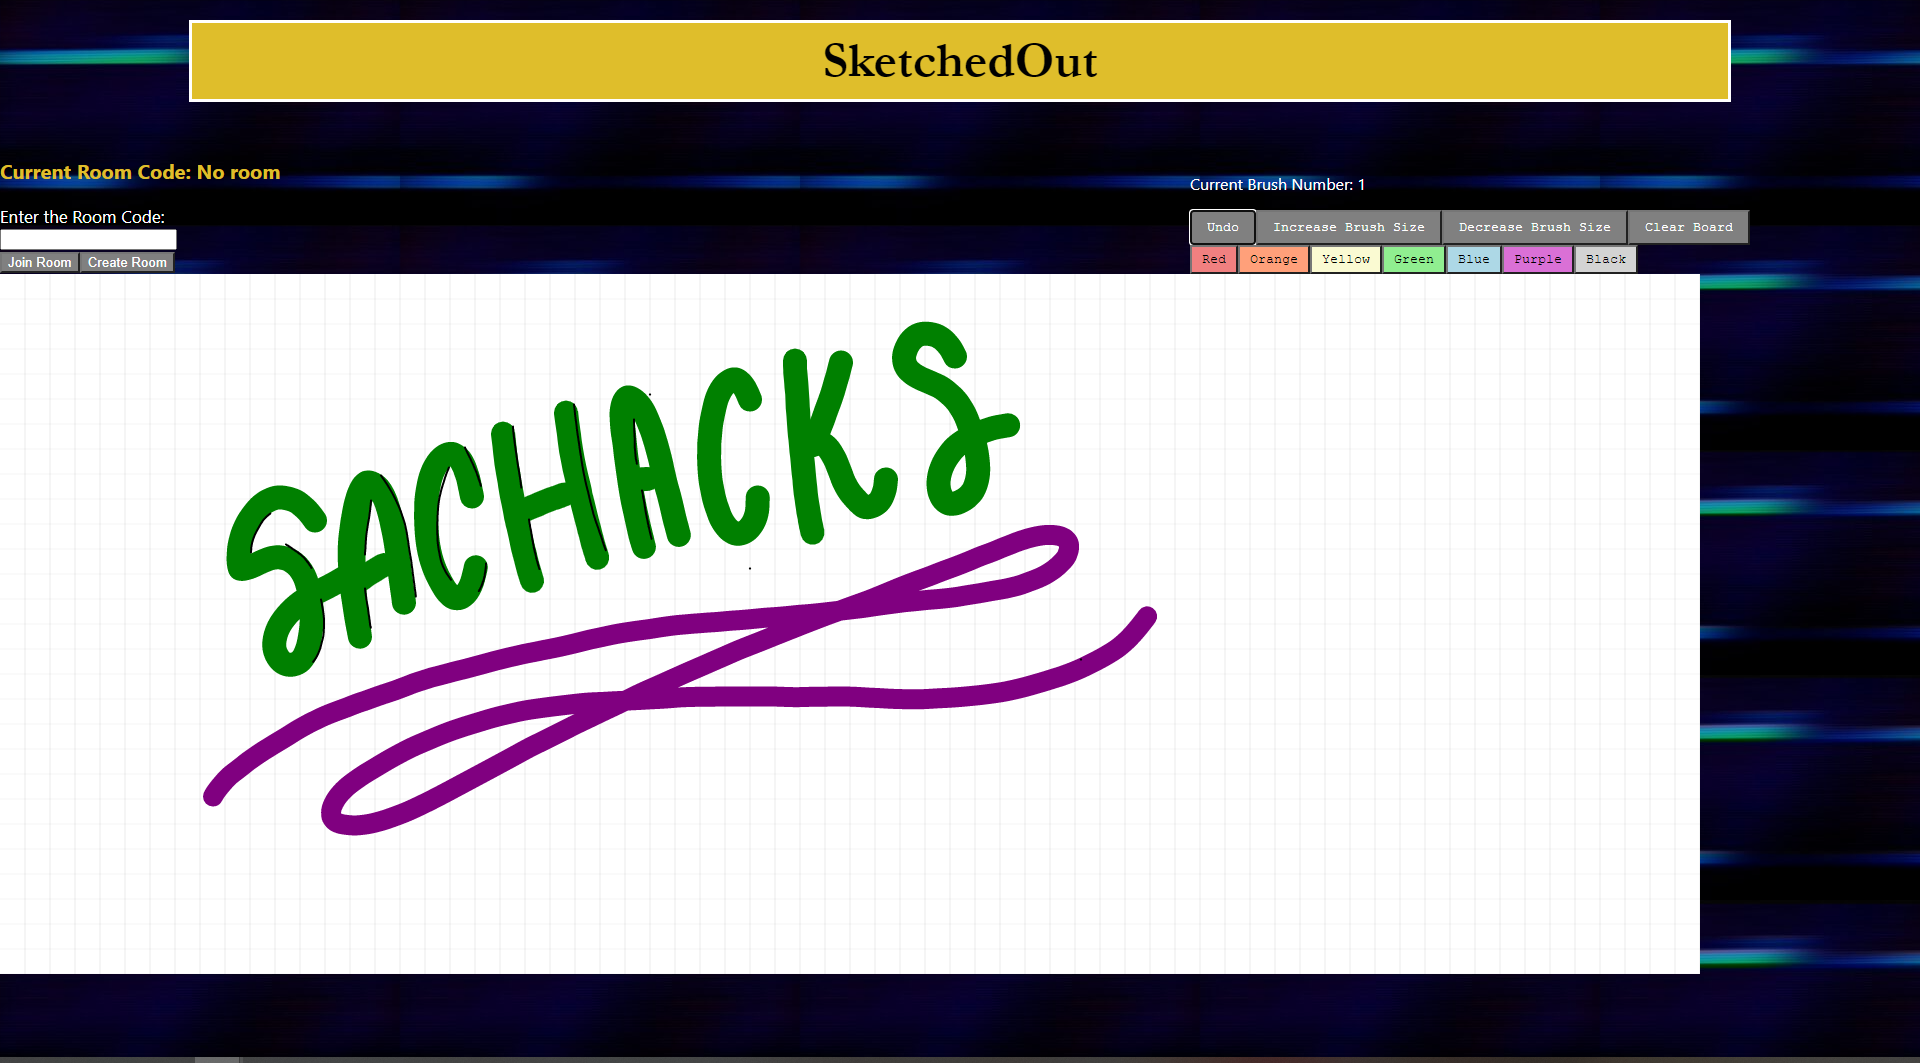 SketchedOut
Current Room Code: No room
Current Brush Number: 1
Enter the Room Code:
Undo Increase Brush Size Decrease Brush Size Clear Board
Join Room Create Room
Red Orange Yellow Green Blue Purple Black
SACHACKS